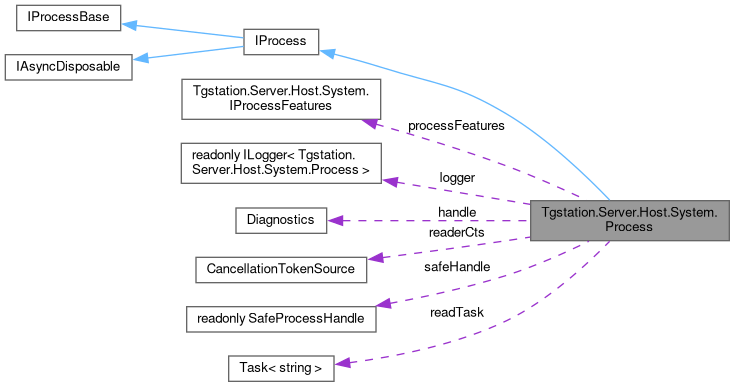 IProcessBase
IProcess
IAsyncDisposable
Tgstation.Server.Host.System.
IProcessFeatures
processFeatures
readonly ILogger< Tgstation.
Server.Host.System.Process >
logger
Diagnostics
handle
Tgstation.Server.Host.System.
Process
readerCts
CancellationTokenSource
safeHandle
readonly SafeProcessHandle
readTask
Task< string >